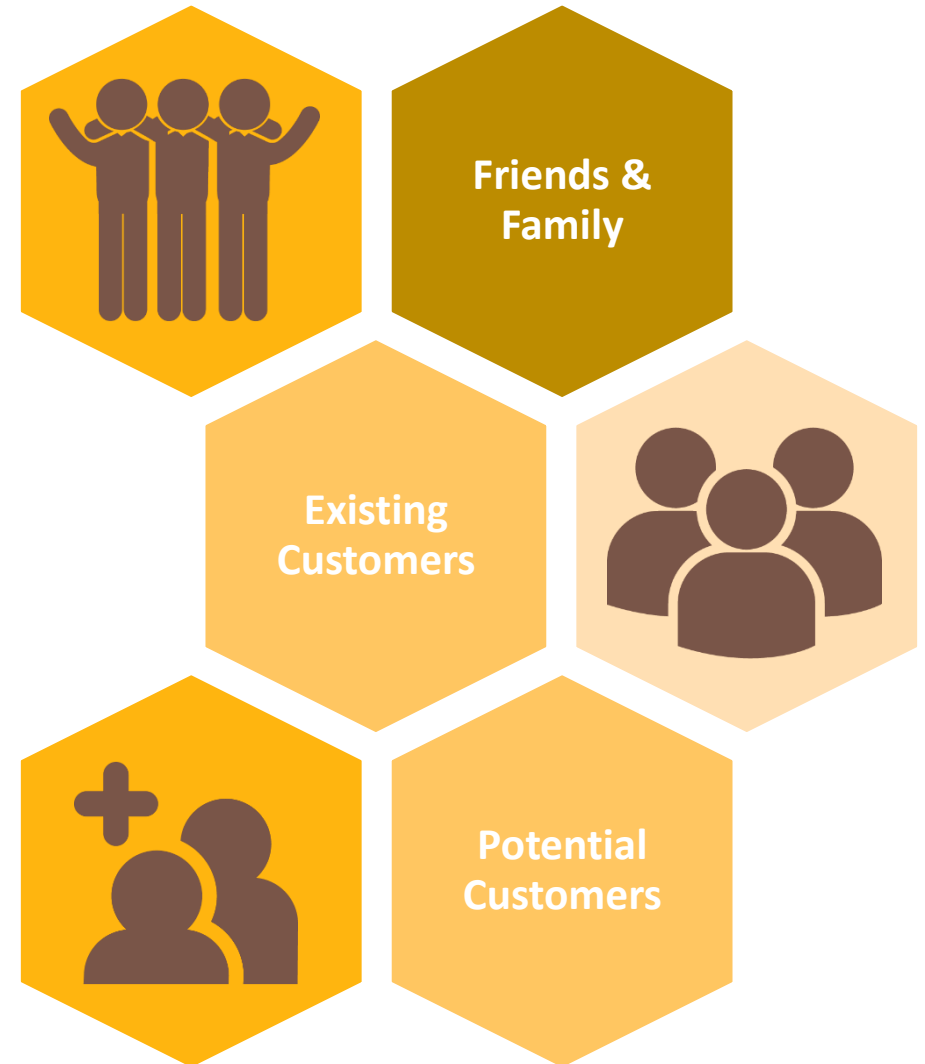 Friends &
Family
Existing
Customers
Potential
Customers